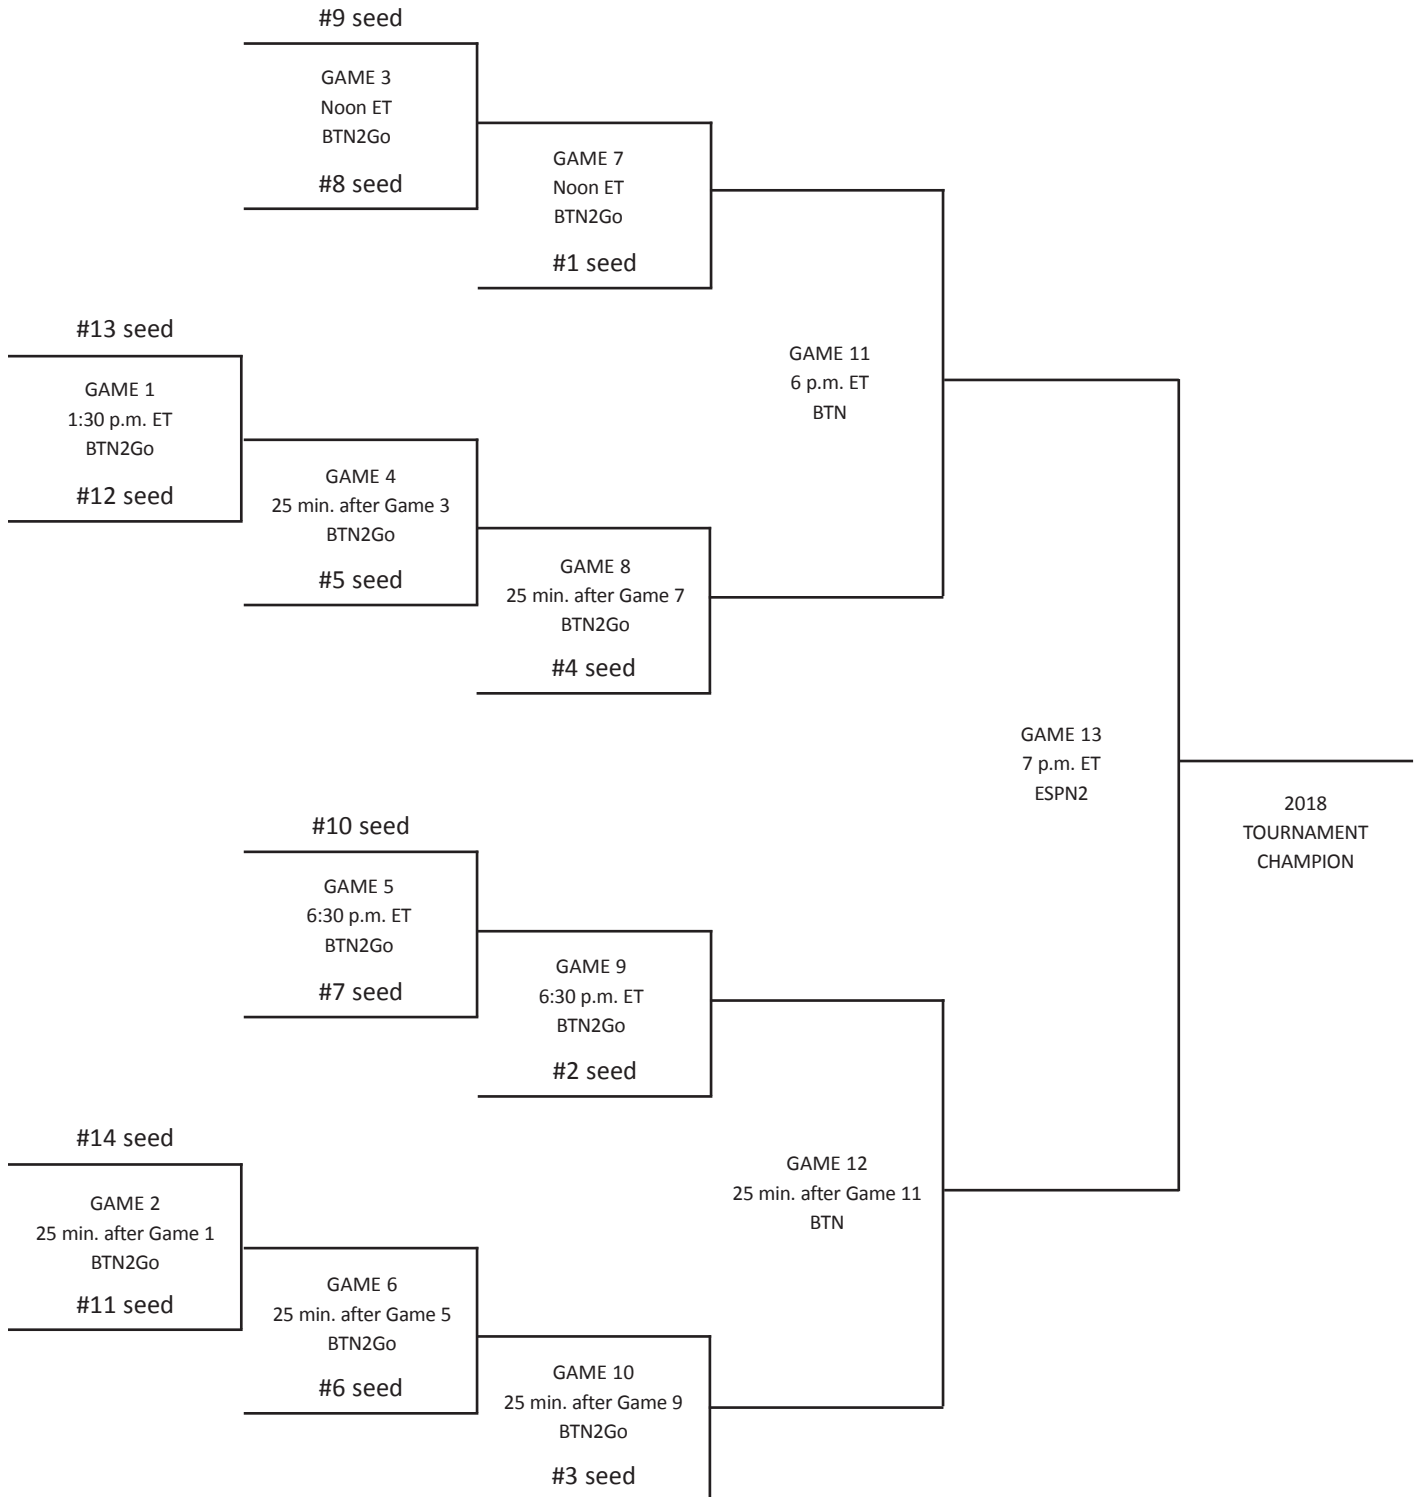 #9 seed
GAME 3
Noon ET
BTN2Go
#8 seed
GAME 7
Noon ET
BTN2Go
#1 seed
#13 seed
GAME 1
1:30 p.m. ET
BTN2Go
#12 seed
GAME 4
25 min. after Game 3
BTN2Go
#5 seed
GAME 8
25 min. after Game 7
BTN2Go
#4 seed
GAME 11
6 p.m. ET
BTN
#10 seed
GAME 5
6:30 p.m. ET
BTN2Go
#7 seed
GAME 9
6:30 p.m. ET
BTN2Go
#2 seed
#14 seed
GAME 2
25 min. after Game 1
BTN2Go
#11 seed
GAME 6
25 min. after Game 5
BTN2Go
#6 seed
GAME 10
25 min. after Game 9
BTN2Go
#3 seed
GAME 12
25 min. after Game 11
BTN
GAME 13
7 p.m. ET
ESPN2
2018
TOURNAMENT
CHAMPION